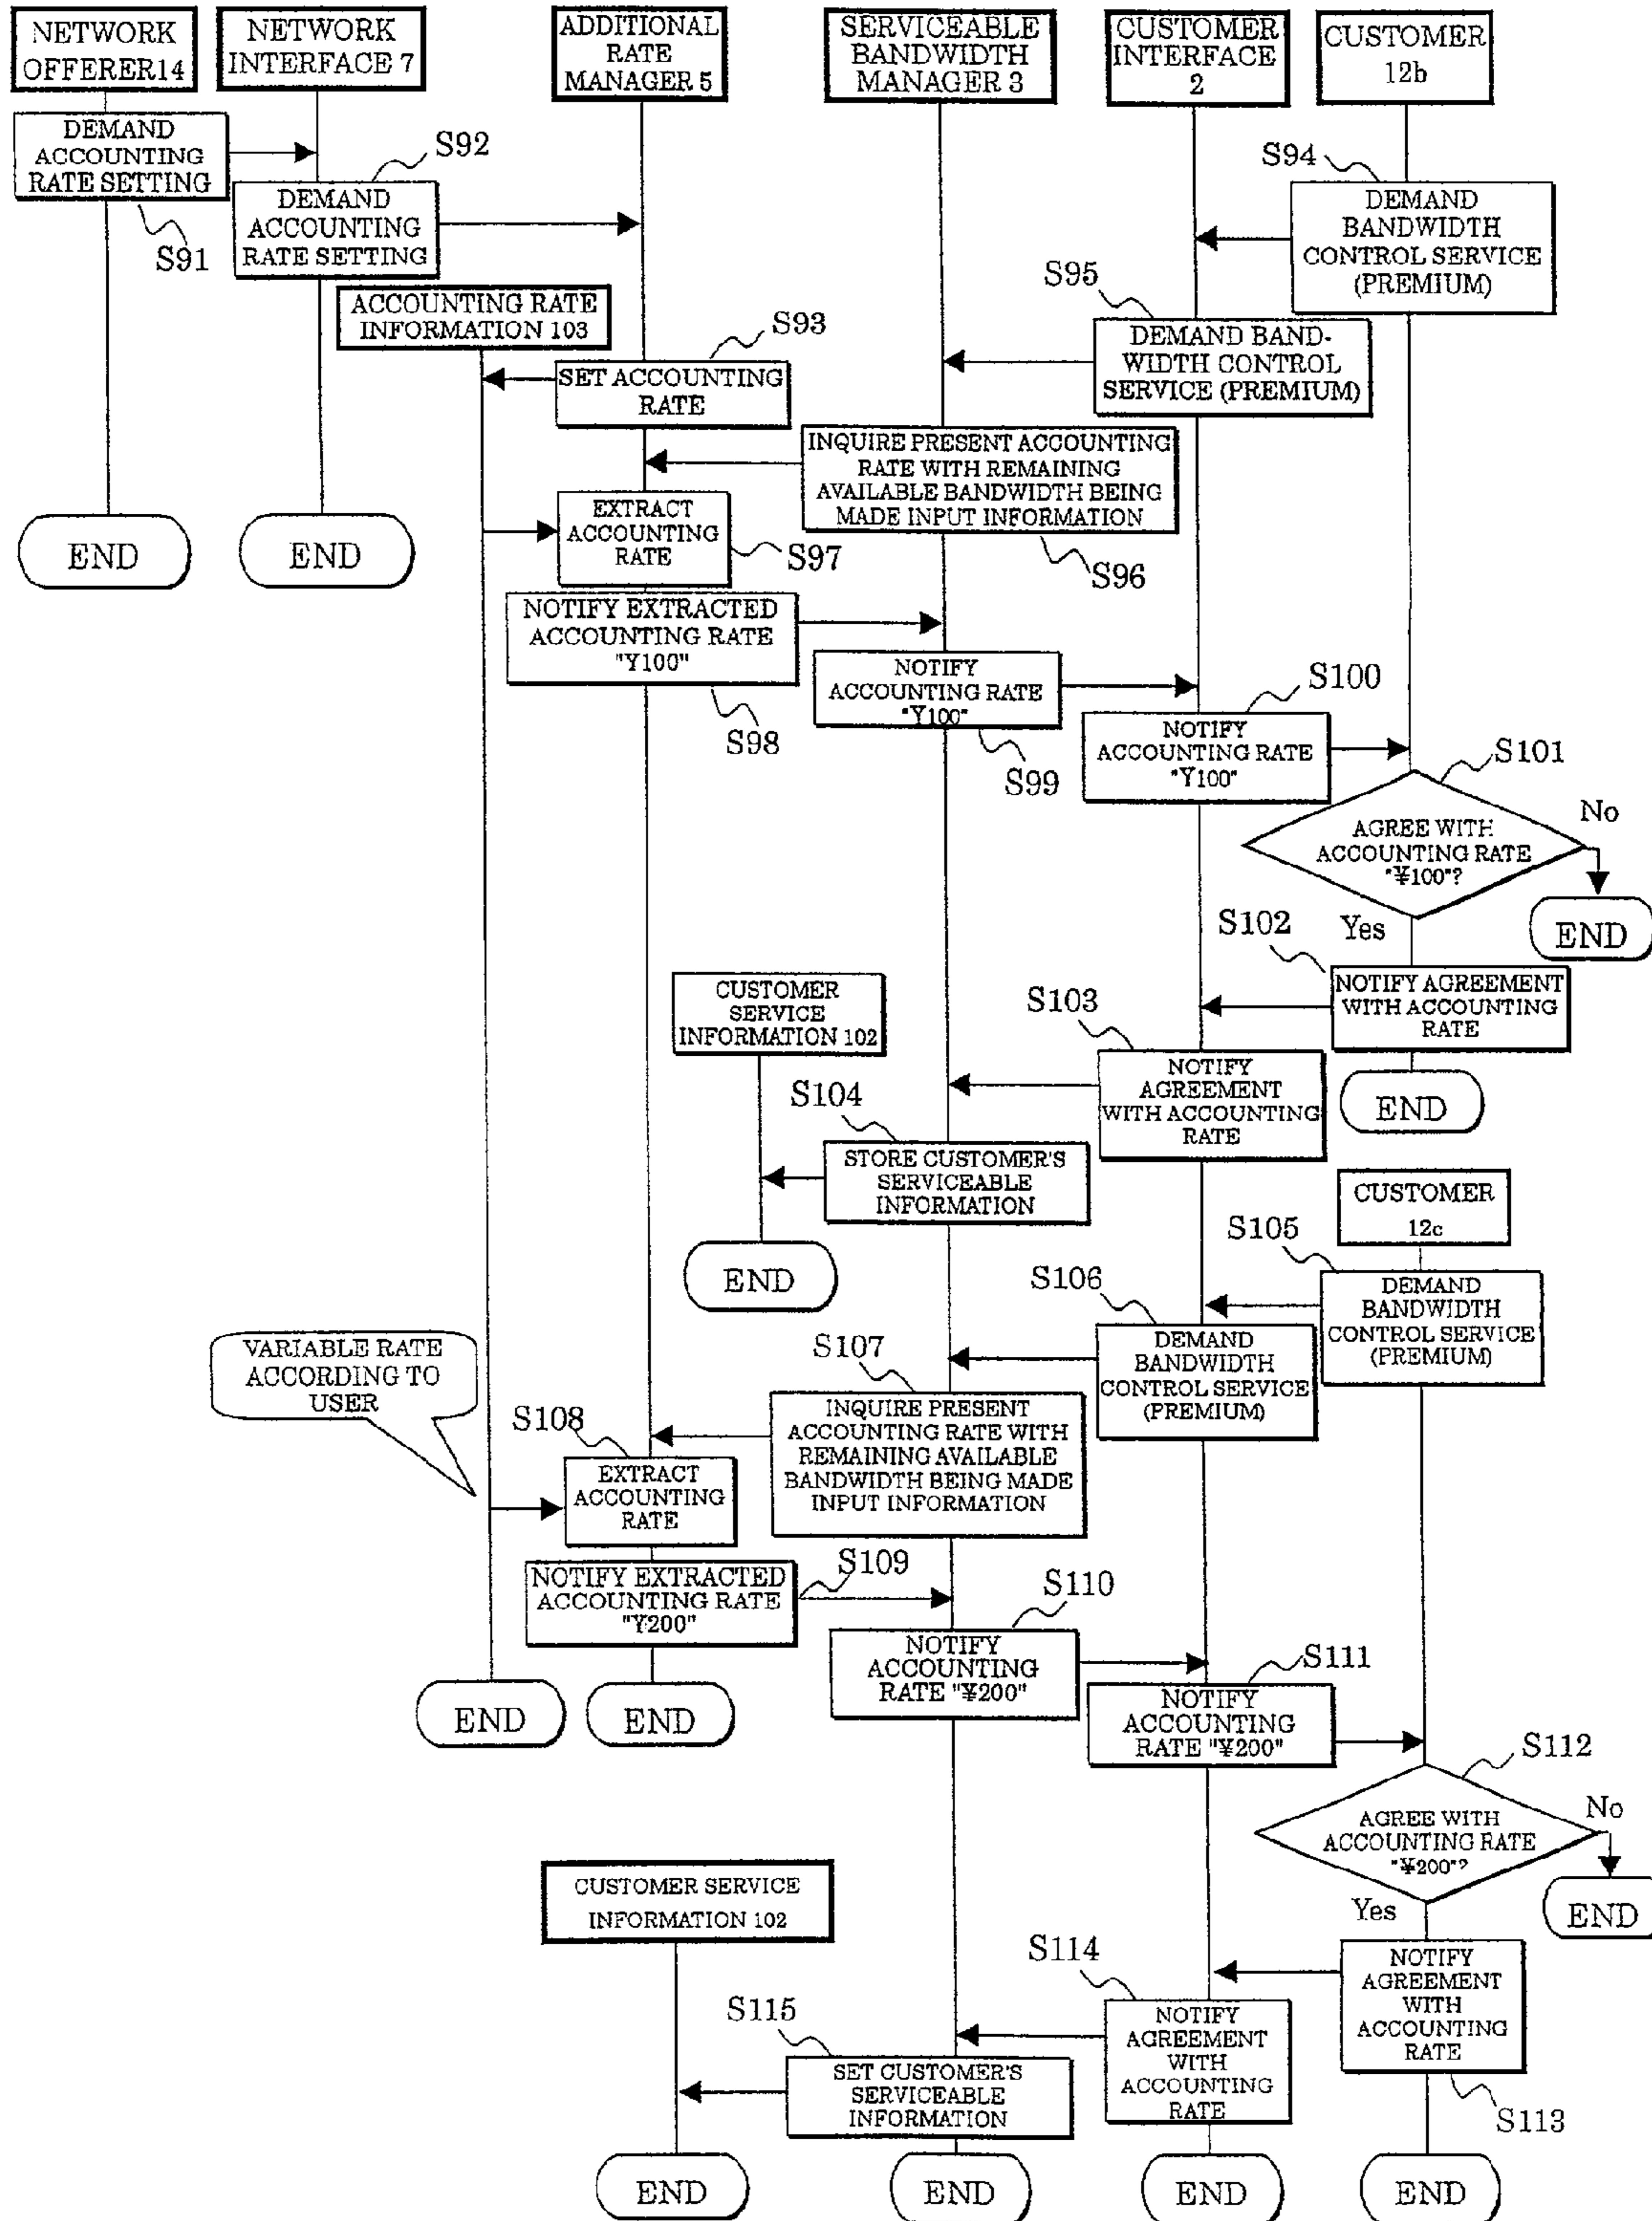 NETWORK
OFFERER14
NETWORK
INTERFACE 7
ADDITIONAL
RATE
MANAGER 5
SERVICEABLE
BANDWIDTH
MANAGER 3
CUSTOMER
INTERFACE
2
CUSTOMER
12b
DEMAND
ACCOUNTING
RATE SETTING
S91
S92
DEMAND
ACCOUNTING
RATE SETTING
S94
DEMAND
BANDWIDTH
CONTROL SERVICE
(PREMIUM)
S95
DEMAND BAND-
WIDTH CONTROL
SERVICE (PREMIUM)
ACCOUNTING RATE
INFORMATION 103
S93
SET ACCOUNTING
RATE
INQUIRE PRESENT ACCOUNTING
RATE WITH REMAINING
AVAILABLE BANDWIDTH BEING
MADE INPUT INFORMATION
S96
END
END
EXTRACT
ACCOUNTING
RATE
S97
NOTIFY EXTRACTED
ACCOUNTING RATE
"Y100"
S98
NOTIFY
ACCOUNTING RATE
"Y100"
S99
S100
NOTIFY
ACCOUNTING RATE
"Y100"
S101
AGREE WITH
ACCOUNTING RATE
"¥100"?
No
END
Yes
S102
NOTIFY AGREEMENT
WITH ACCOUNTING
RATE
END
CUSTOMER
SERVICE
INFORMATION 102
S103
NOTIFY
AGREEMENT
WITH ACCOUNTING
RATE
S104
STORE CUSTOMER'S
SERVICEABLE
INFORMATION
END
CUSTOMER
12c
S105
DEMAND
BANDWIDTH
CONTROL SERVICE
(PREMIUM)
S106
DEMAND
BANDWIDTH
CONTROL SERVICE
(PREMIUM)
VARIABLE RATE
ACCORDING TO
USER
S107
INQUIRE PRESENT
ACCOUNTING RATE WITH
REMAINING AVAILABLE
BANDWIDTH BEING MADE
INPUT INFORMATION
S108
EXTRACT
ACCOUNTING
RATE
NOTIFY EXTRACTED
ACCOUNTING RATE
"Y200"
S109
S110
NOTIFY
ACCOUNTING
RATE "¥200"
S111
NOTIFY
ACCOUNTING
RATE "¥200"
END
END
S112
AGREE WITH
ACCOUNTING RATE
"¥200"?
No
END
Yes
CUSTOMER SERVICE
INFORMATION 102
NOTIFY
AGREEMENT
WITH
ACCOUNTING
RATE
S113
S114
NOTIFY
AGREEMENT
WITH
ACCOUNTING
RATE
S115
SET CUSTOMER'S
SERVICEABLE
INFORMATION
END
END
END
END